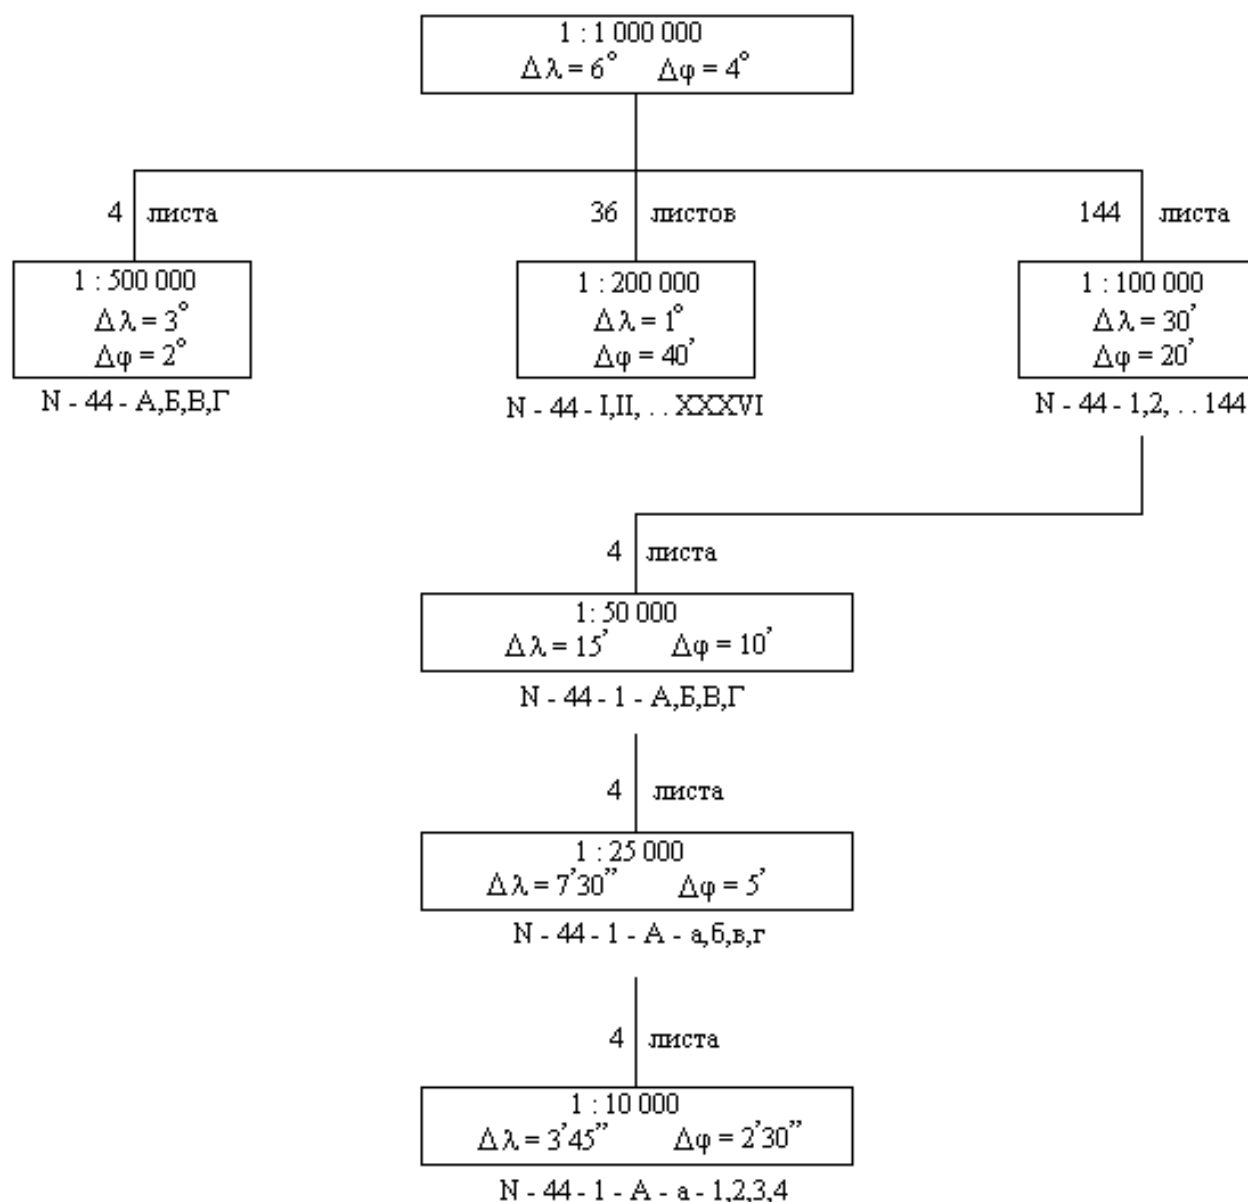 1 : 1 000 000
Δλ = 6° Δφ = 4°
4 листа
36 листов
144 листа
1 : 500 000
Δλ = 3°
Δφ = 2°
N - 44 - А,Б,В,Г
1 : 200 000
Δλ = 1°
Δφ = 40'
N - 44 - I,II, . . XXXVI
1 : 100 000
Δλ = 30'
Δφ = 20'
N - 44 - 1,2, . . 144
4 листа
1: 50 000
Δλ = 15' Δφ = 10'
N - 44 - 1 - А,Б,В,Г
4 листа
1 : 25 000
Δλ = 7'30" Δφ = 5'
N - 44 - 1 - А - а,б,в,г
4 листа
1 : 10 000
Δλ = 3'45" Δφ = 2'30"
N - 44 - 1 - А - а - 1,2,3,4